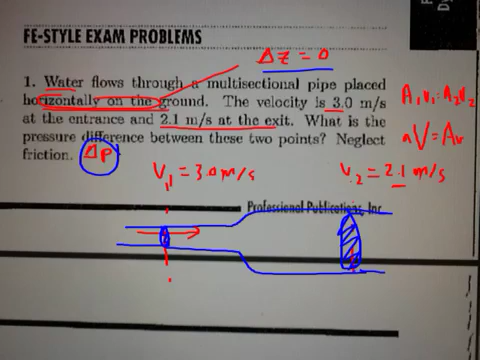 FE-STYLE EXAM PROBLEMS
Δz = 0
1. Water flows through a multisectional pipe placed
horizontally on the ground. The velocity is 3.0 m/s
at the entrance and 2.1 m/s at the exit. What is the
pressure difference between these two points? Neglect
friction.
ΔP
A₁V₁ = A₂V₂
aV = Av
V₁ = 3.0 m/s
V₂ = 2.1 m/s
Professional Publications, Inc